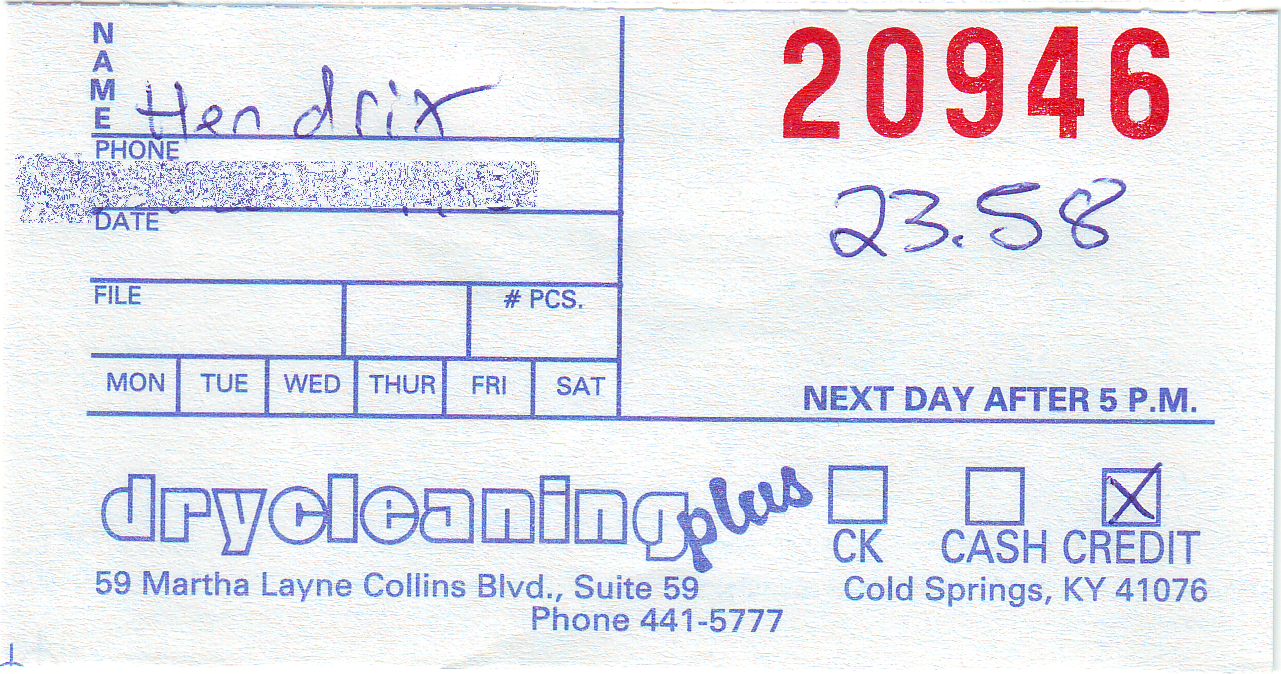 NAME Hendrix
20946
PHONE
23.58
DATE
FILE # PCS.
MON TUE WED THUR FRI SAT
NEXT DAY AFTER 5 P.M.
drycleaning plus
CK CASH CREDIT
59 Martha Layne Collins Blvd., Suite 59 Cold Springs, KY 41076
Phone 441-5777